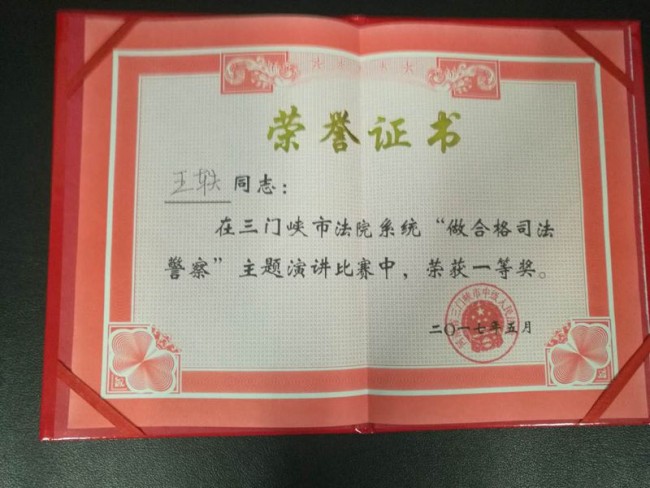 荣誉证书
王轶 同志：
在三门峡市法院系统“做合格司法
警察”主题演讲比赛中，荣获一等奖。
二〇一七年五月